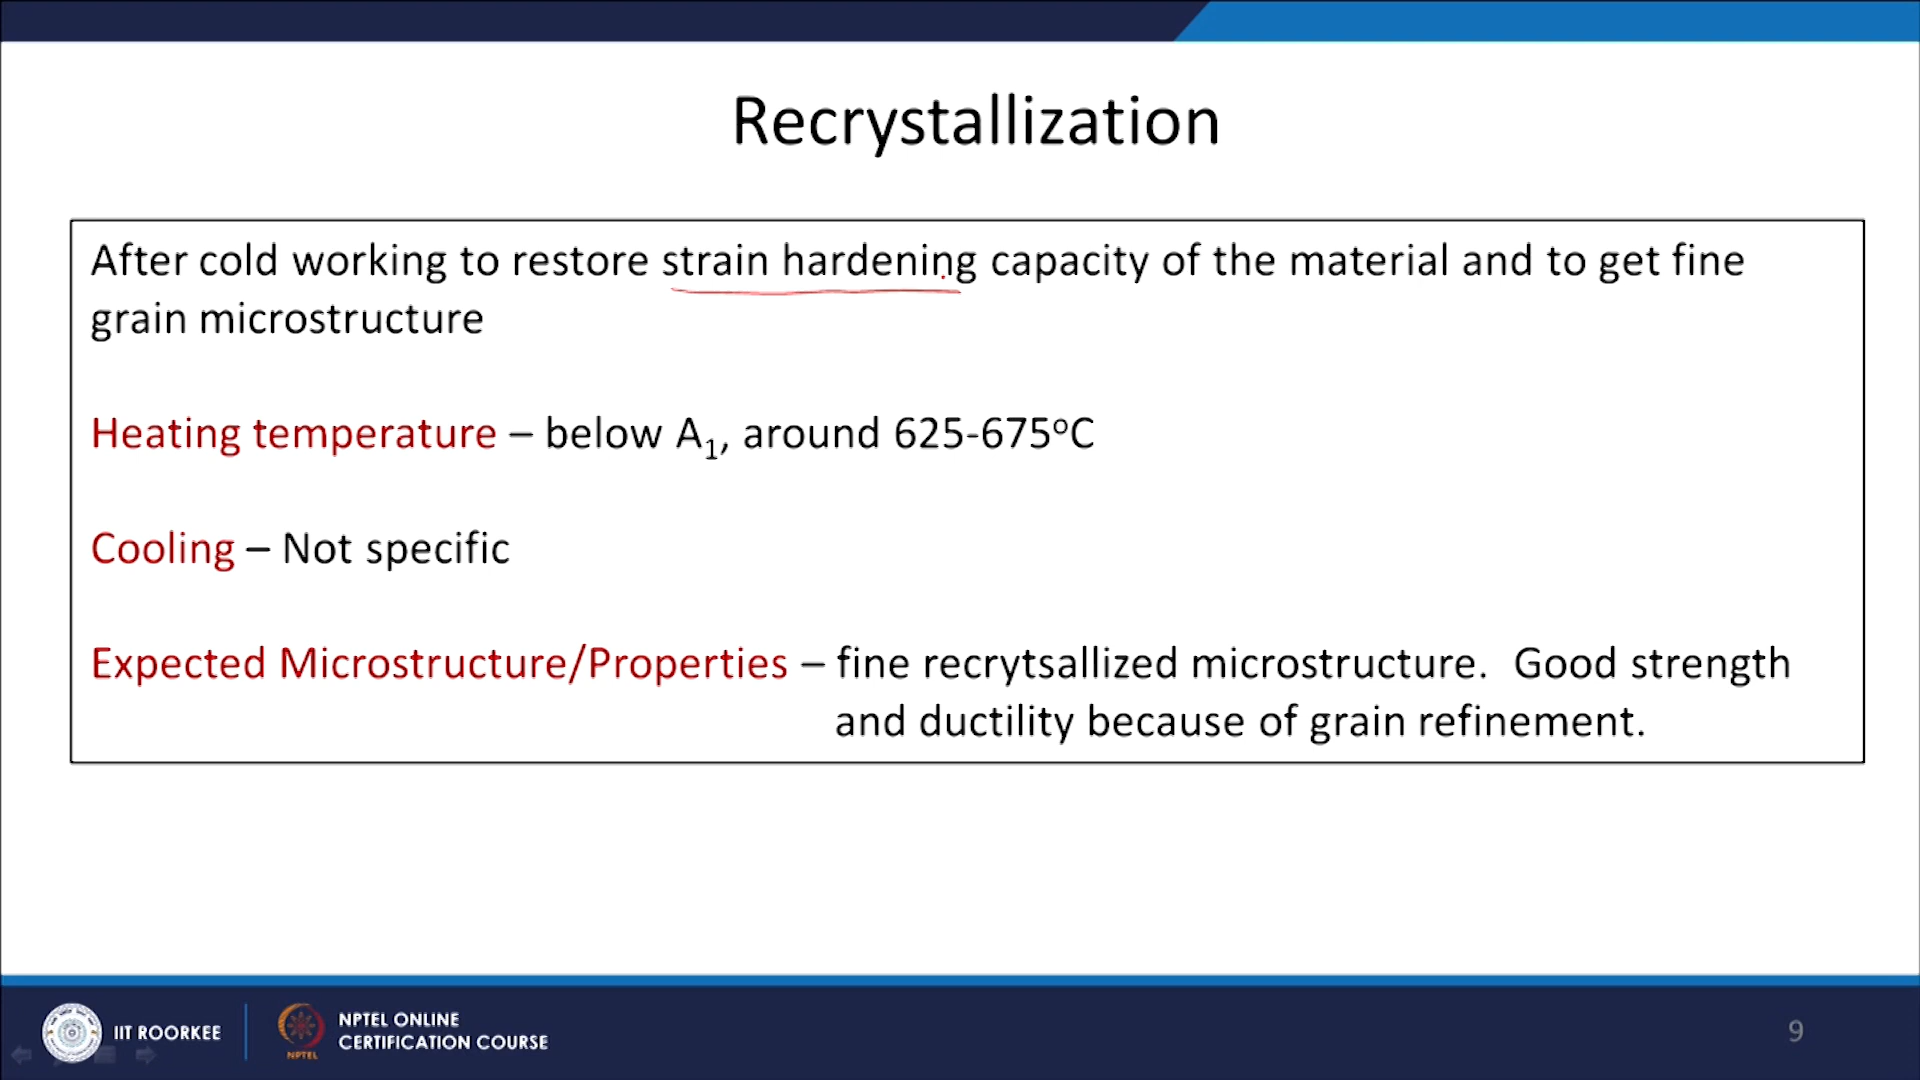 Recrystallization
After cold working to restore strain hardening capacity of the material and to get fine
grain microstructure
Heating temperature – below A₁, around 625-675ºC
Cooling – Not specific
Expected Microstructure/Properties – fine recrytsallized microstructure. Good strength
and ductility because of grain refinement.
IIT ROORKEE
NPTEL
NPTEL ONLINE
CERTIFICATION COURSE
9